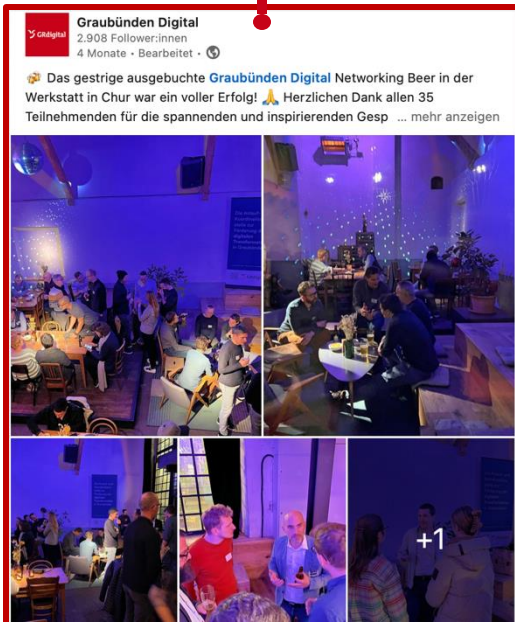 GRdigital
Graubünden Digital
2.908 Follower:innen
4 Monate • Bearbeitet •
🍻 Das gestrige ausgebuchte Graubünden Digital Networking Beer in der
Werkstatt in Chur war ein voller Erfolg! 🙏 Herzlichen Dank allen 35
Teilnehmenden für die spannenden und inspirierenden Gesp ... mehr anzeigen
+1